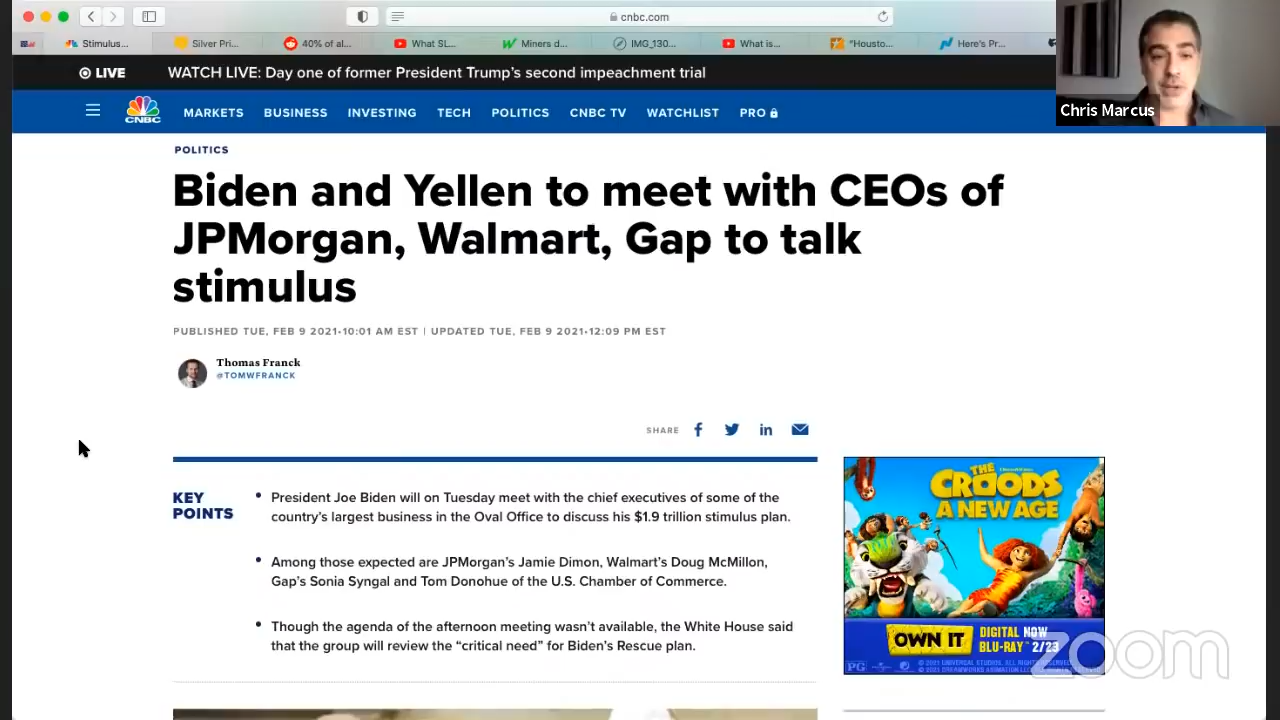 cnbc.com
Stimulus...
Silver Pri...
40% of al...
What SL...
Miners d...
IMG_130...
What is...
"Housto...
Here's Pr...
LIVE
WATCH LIVE: Day one of former President Trump's second impeachment trial
CNBC
MARKETS BUSINESS INVESTING TECH POLITICS CNBC TV WATCHLIST PRO
Chris Marcus
POLITICS
Biden and Yellen to meet with CEOs of
JPMorgan, Walmart, Gap to talk
stimulus
PUBLISHED TUE, FEB 9 2021•10:01 AM EST | UPDATED TUE, FEB 9 2021•12:09 PM EST
Thomas Franck
@TOMWFRANCK
SHARE
KEY
POINTS
• President Joe Biden will on Tuesday meet with the chief executives of some of the
country's largest business in the Oval Office to discuss his $1.9 trillion stimulus plan.
• Among those expected are JPMorgan's Jamie Dimon, Walmart's Doug McMillon,
Gap's Sonia Syngal and Tom Donohue of the U.S. Chamber of Commerce.
• Though the agenda of the afternoon meeting wasn't available, the White House said
that the group will review the "critical need" for Biden's Rescue plan.
THE
CROODS
A NEW AGE
OWN IT
DIGITAL NOW
BLU-RAY 2/23
PG
zoom